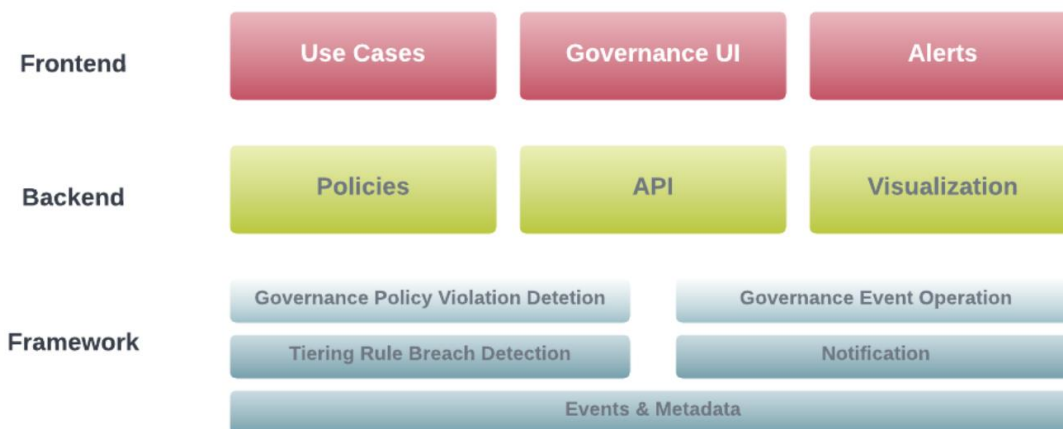 Frontend
Use Cases
Governance UI
Alerts
Backend
Policies
API
Visualization
Framework
Governance Policy Violation Detetion
Governance Event Operation
Tiering Rule Breach Detection
Notification
Events & Metadata